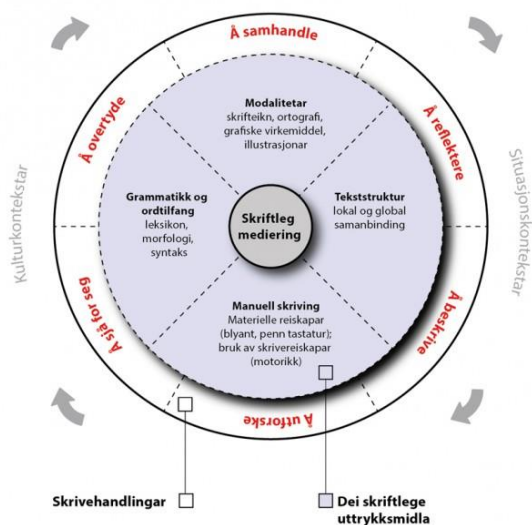 Å samhandle
Å overtyde
Å reflektere
Kulturkontekstar
Situasjonskontekstar
Modalitetar
skrifteikn, ortografi,
grafiske virkemiddel,
illustrasjonar
Grammatikk og
ordtilfang
leksikon,
morfologi,
syntaks
Skriftleg
mediering
Tekststruktur
lokal og global
samanbinding
Manuell skriving
Materielle reiskapar
(blyant, penn tastatur);
bruk av skrivereiskapar
(motorikk)
Å sjå for seg
Å beskrive
Å utforske
Skrivehandlingar
Dei skriftlege
uttrykksmidla